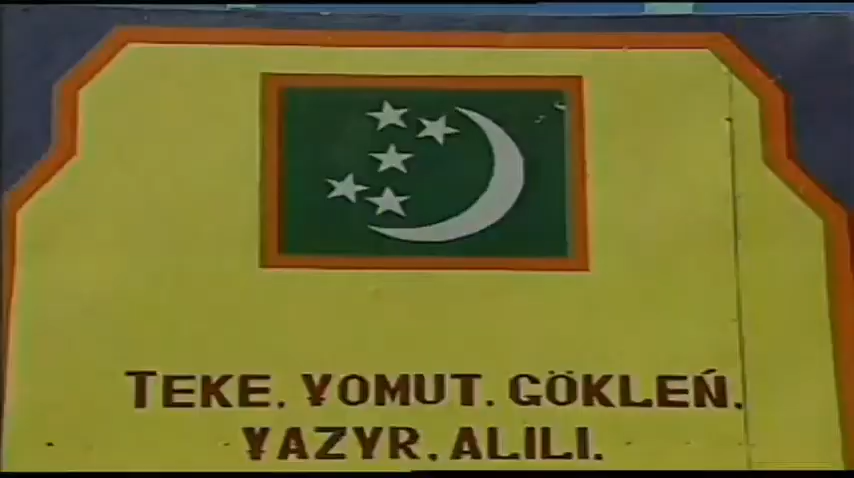 TEKE, ¥OMUT, GÖKLEŃ,
¥AZYR, ALILI.